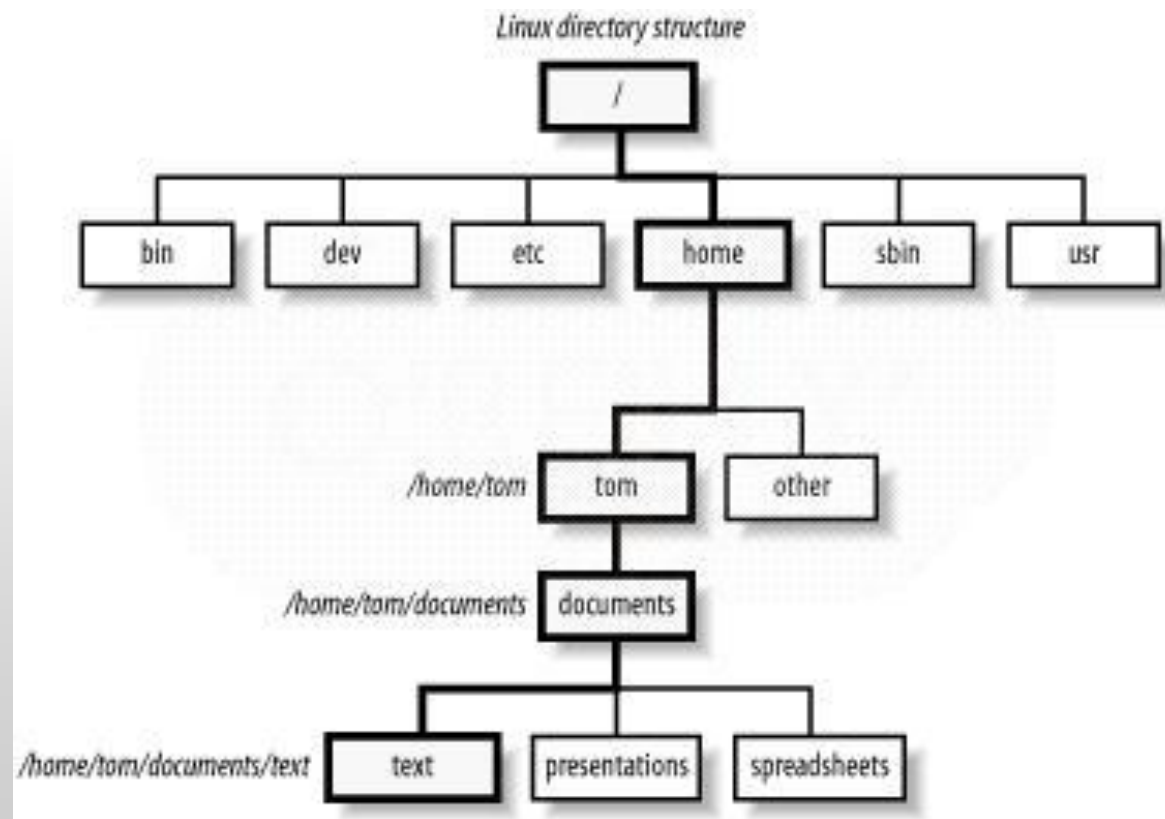 Linux directory structure
/
bin dev etc home sbin usr
/home/tom tom other
/home/tom/documents documents
/home/tom/documents/text text presentations spreadsheets